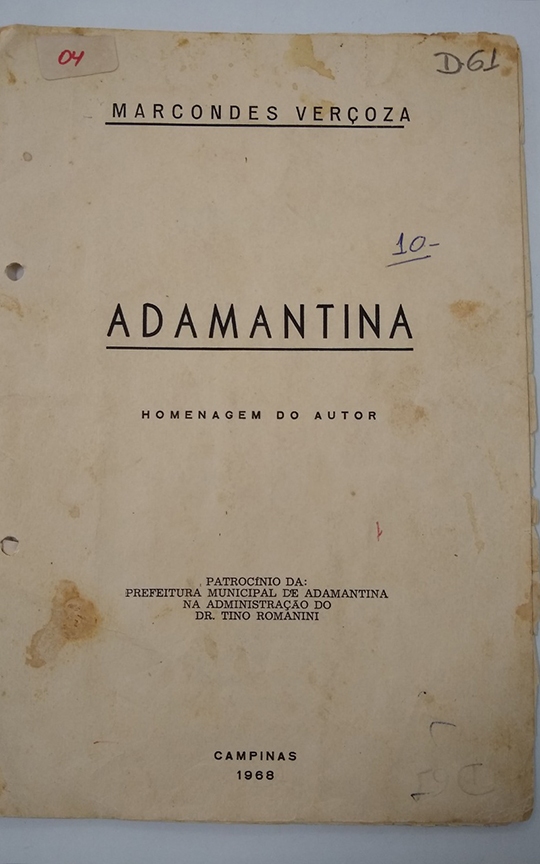 04
D.61
MARCONDES VERÇOZA
10-
ADAMANTINA
HOMENAGEM DO AUTOR
PATROCÍNIO DA:
PREFEITURA MUNICIPAL DE ADAMANTINA
NA ADMINISTRAÇÃO DO
DR. TINO ROMANINI
CAMPINAS
1968